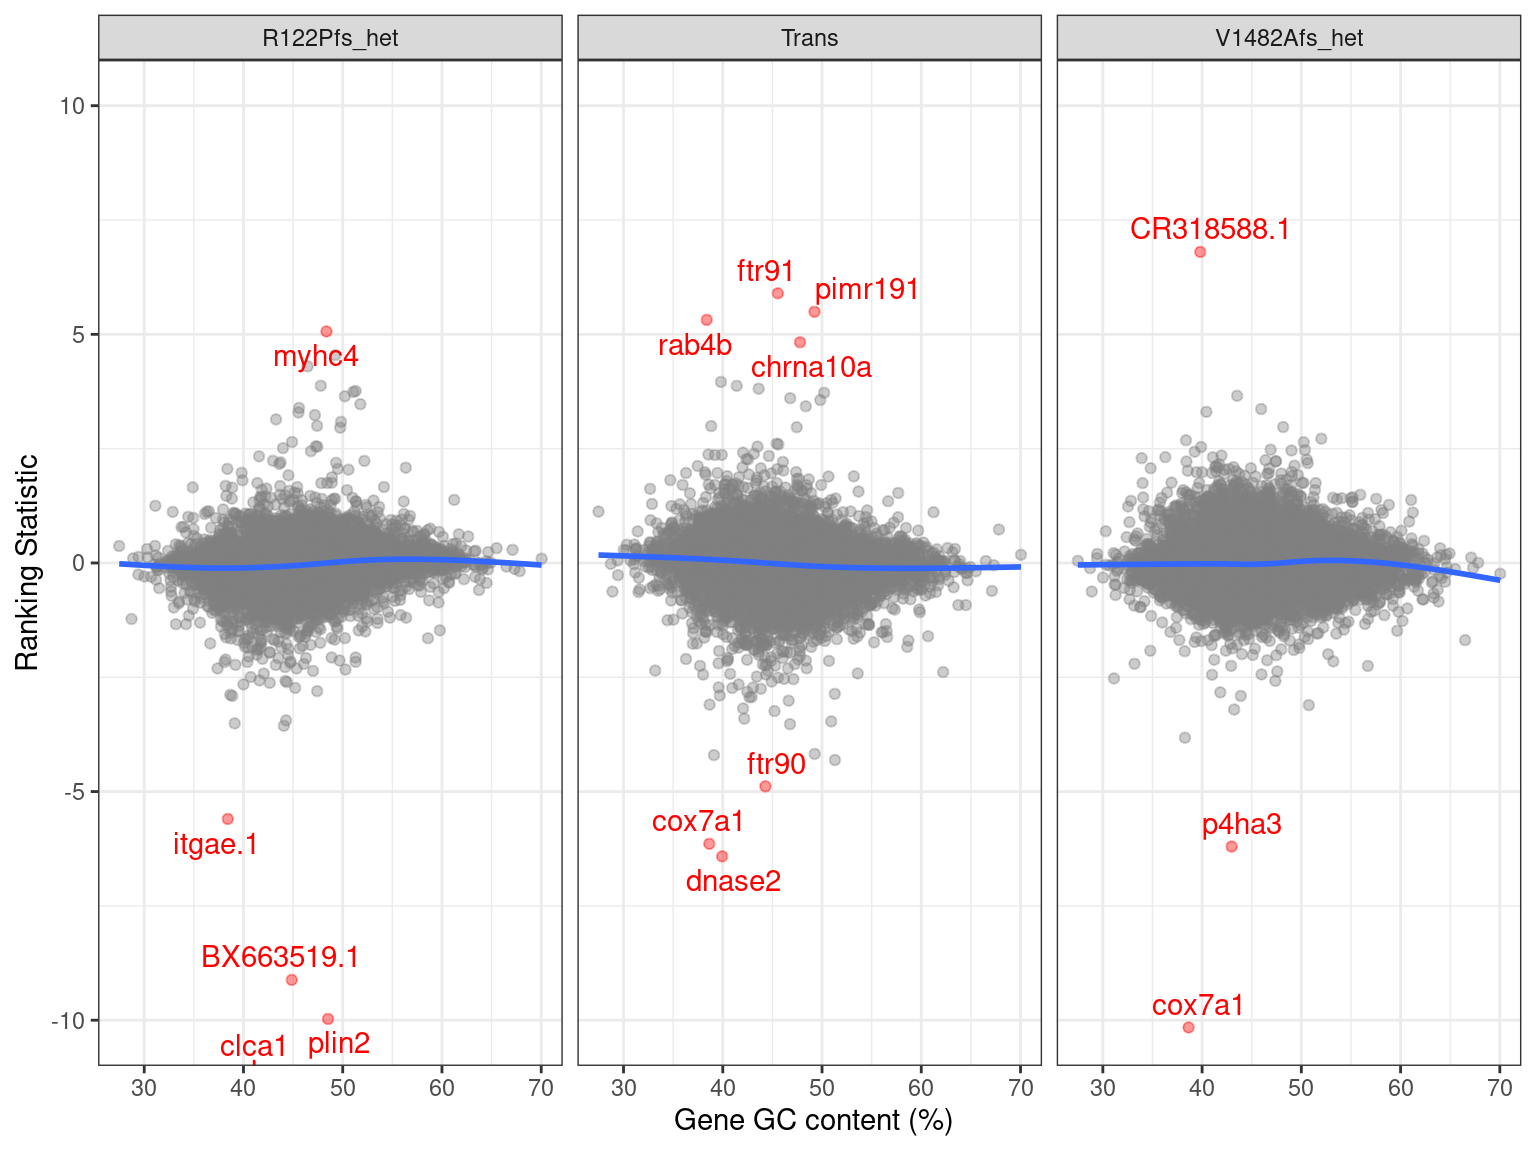 R122Pfs_het
Trans
V1482Afs_het
Ranking Statistic
10
5
0
-5
-10
myhc4
itgae.1
BX663519.1
clca1
plin2
ftr91
pimr191
rab4b
chrna10a
ftr90
cox7a1
dnase2
CR318588.1
p4ha3
cox7a1
30 40 50 60 70
30 40 50 60 70
30 40 50 60 70
Gene GC content (%)